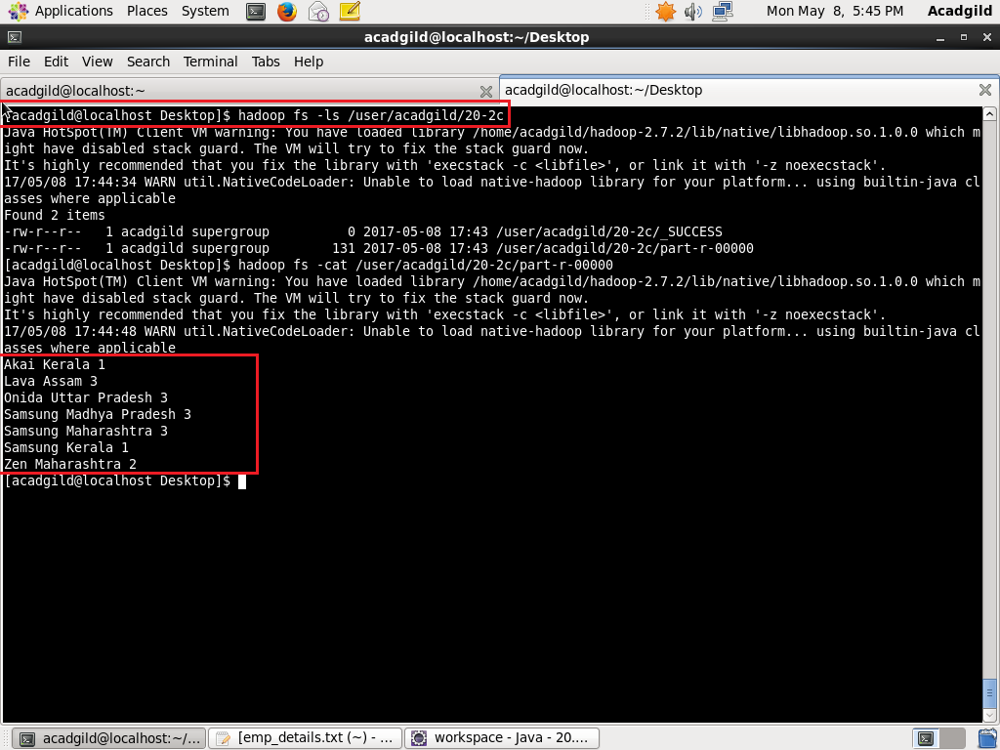 Applications Places System Mon May 8, 5:45 PM Acadgild
acadgild@localhost:~/Desktop
File Edit View Search Terminal Tabs Help
acadgild@localhost:~ acadgild@localhost:~/Desktop
[acadgild@localhost Desktop]$ hadoop fs -ls /user/acadgild/20-2c
Java HotSpot(TM) Client VM warning: You have loaded library /home/acadgild/hadoop-2.7.2/lib/native/libhadoop.so.1.0.0 which m
ight have disabled stack guard. The VM will try to fix the stack guard now.
It's highly recommended that you fix the library with 'execstack -c <libfile>', or link it with '-z noexecstack'.
17/05/08 17:44:34 WARN util.NativeCodeLoader: Unable to load native-hadoop library for your platform... using builtin-java cl
asses where applicable
Found 2 items
-rw-r--r--   1 acadgild supergroup          0 2017-05-08 17:43 /user/acadgild/20-2c/_SUCCESS
-rw-r--r--   1 acadgild supergroup        131 2017-05-08 17:43 /user/acadgild/20-2c/part-r-00000
[acadgild@localhost Desktop]$ hadoop fs -cat /user/acadgild/20-2c/part-r-00000
Java HotSpot(TM) Client VM warning: You have loaded library /home/acadgild/hadoop-2.7.2/lib/native/libhadoop.so.1.0.0 which m
ight have disabled stack guard. The VM will try to fix the stack guard now.
It's highly recommended that you fix the library with 'execstack -c <libfile>', or link it with '-z noexecstack'.
17/05/08 17:44:48 WARN util.NativeCodeLoader: Unable to load native-hadoop library for your platform... using builtin-java cl
asses where applicable
Akai Kerala 1
Lava Assam 3
Onida Uttar Pradesh 3
Samsung Madhya Pradesh 3
Samsung Maharashtra 3
Samsung Kerala 1
Zen Maharashtra 2
[acadgild@localhost Desktop]$
acadgild@localhost:~/... [emp_details.txt (~) - ... workspace - Java - 20....